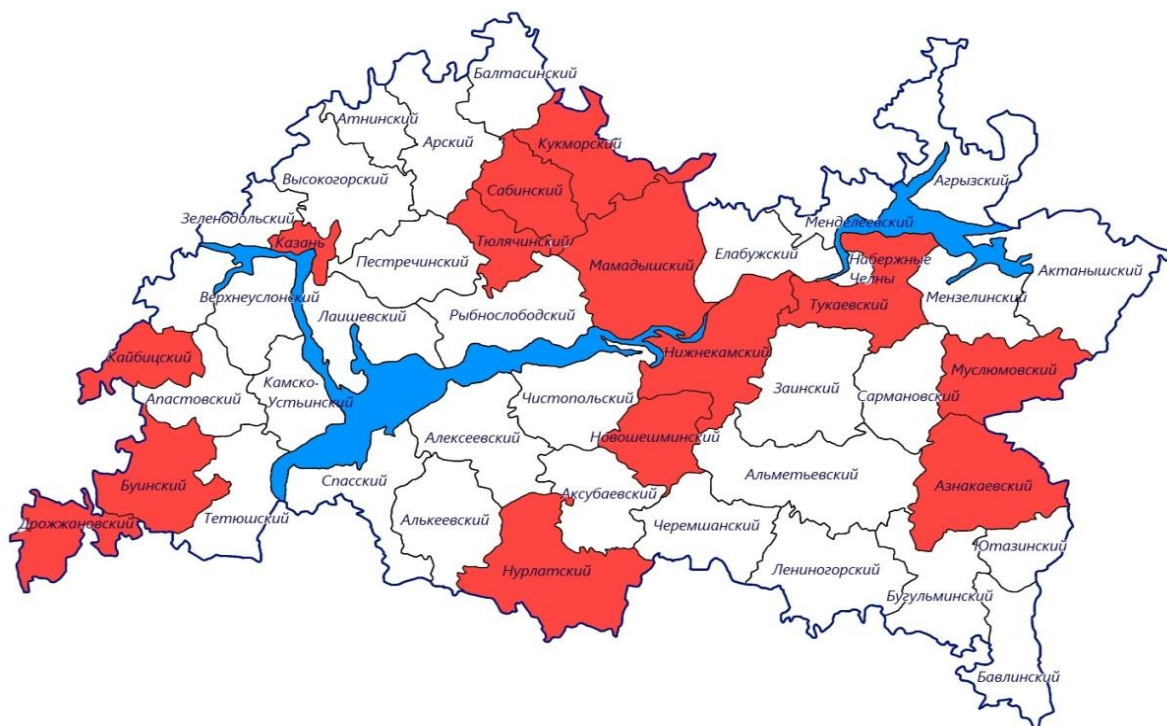 Балтасинский
Атнинский
Арский
Кукморский
Высокогорский
Сабинский
Агрызский
Зеленодольский
Менделеевский
Казань
Тюлячинский
Пестречинский
Мамадышский
Елабужский
Набержные
Челны
Актанышский
Верхнеуслонский
Лаишевский
Рыбнослободский
Тукаевский
Мензелинский
Кайбицкий
Нижнекамский
Муслюмовский
Апастовский
Камско-
Устьинский
Чистопольский
Заинский
Сармановский
Алексеевский
Новошешминский
Буинский
Спасский
Аксубаевский
Альметьевский
Азнакаевский
Дрожжановский
Тетюшский
Алькеевский
Черемшанский
Нурлатский
Лениногорский
Ютазинский
Бугульминский
Бавлинский